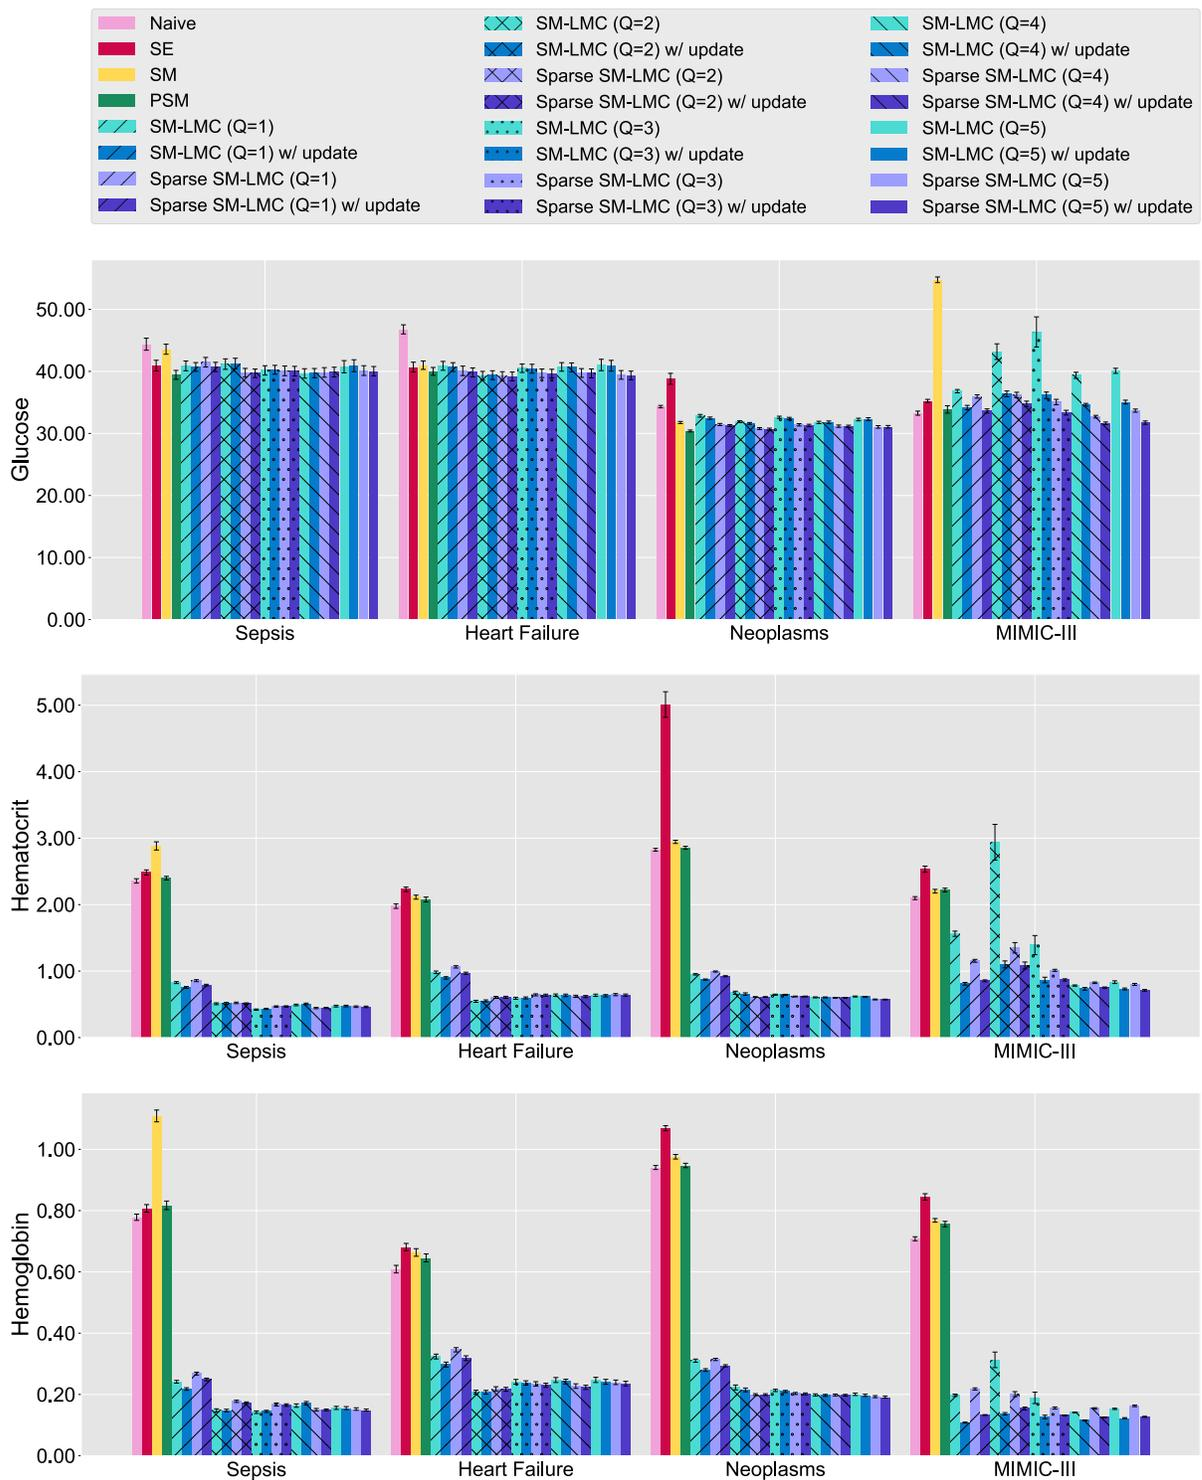 Naive
SE
SM
PSM
SM-LMC (Q=1)
SM-LMC (Q=1) w/ update
Sparse SM-LMC (Q=1)
Sparse SM-LMC (Q=1) w/ update
SM-LMC (Q=2)
SM-LMC (Q=2) w/ update
Sparse SM-LMC (Q=2)
Sparse SM-LMC (Q=2) w/ update
SM-LMC (Q=3)
SM-LMC (Q=3) w/ update
Sparse SM-LMC (Q=3)
Sparse SM-LMC (Q=3) w/ update
SM-LMC (Q=4)
SM-LMC (Q=4) w/ update
Sparse SM-LMC (Q=4)
Sparse SM-LMC (Q=4) w/ update
SM-LMC (Q=5)
SM-LMC (Q=5) w/ update
Sparse SM-LMC (Q=5)
Sparse SM-LMC (Q=5) w/ update
Glucose
50.00
40.00
30.00
20.00
10.00
0.00
Sepsis
Heart Failure
Neoplasms
MIMIC-III
Hematocrit
5.00
4.00
3.00
2.00
1.00
0.00
Sepsis
Heart Failure
Neoplasms
MIMIC-III
Hemoglobin
1.00
0.80
0.60
0.40
0.20
0.00
Sepsis
Heart Failure
Neoplasms
MIMIC-III